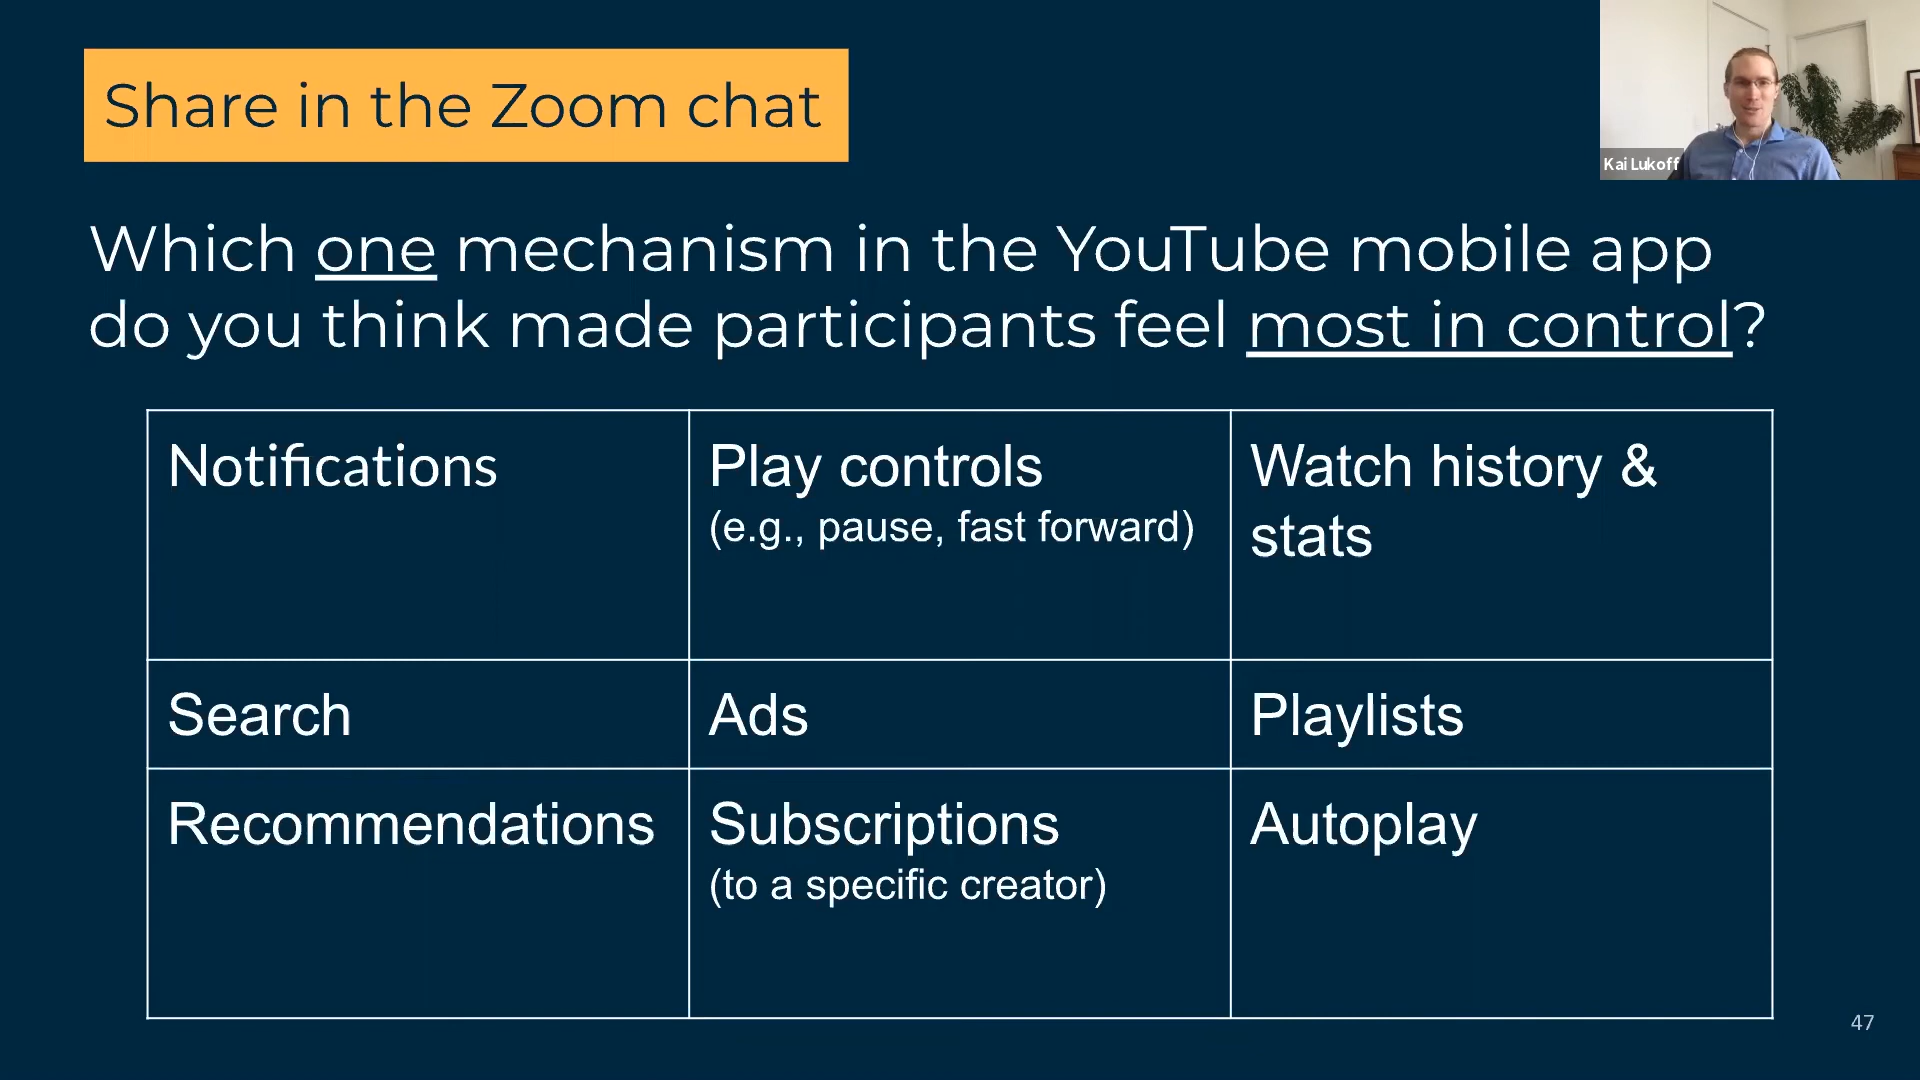 Share in the Zoom chat
Kai Lukoff
Which one mechanism in the YouTube mobile app
do you think made participants feel most in control?
Notifications
Play controls
(e.g., pause, fast forward)
Watch history &
stats
Search
Ads
Playlists
Recommendations
Subscriptions
(to a specific creator)
Autoplay
47